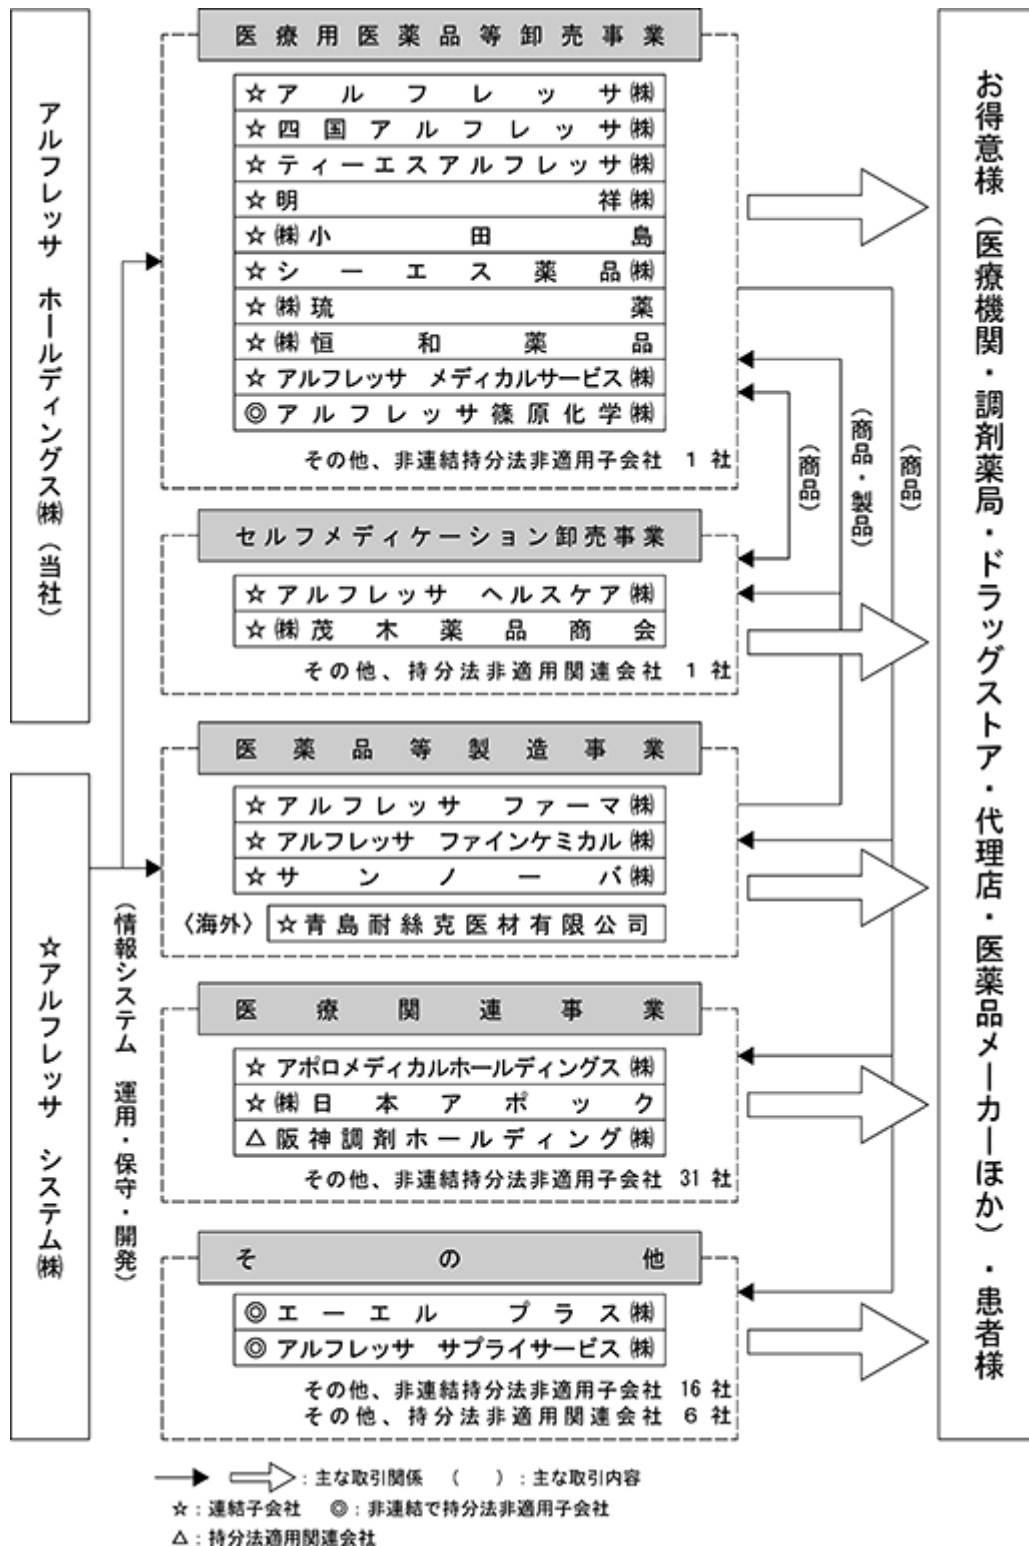 アルフレッサ ホールディングス㈱（当社）
☆アルフレッサ システム㈱
（情報システム 運用・保守・開発）
医療用医薬品等卸売事業
☆アルフレッサ㈱
☆四国アルフレッサ㈱
☆ティーエスアルフレッサ㈱
☆明祥㈱
☆㈱小田島
☆シーエス薬品㈱
☆㈱琉薬
☆㈱恒和薬品
☆アルフレッサ メディカルサービス㈱
◎アルフレッサ篠原化学㈱
その他、非連結持分法非適用子会社 1 社
セルフメディケーション卸売事業
☆アルフレッサ ヘルスケア㈱
☆㈱茂木薬品商会
その他、持分法非適用関連会社 1 社
医薬品等製造事業
☆アルフレッサ ファーマ㈱
☆アルフレッサ ファインケミカル㈱
☆サンノーバ㈱
〈海外〉☆青島耐絲克医材有限公司
医療関連事業
☆アポロメディカルホールディングス㈱
☆㈱日本アポック
△阪神調剤ホールディング㈱
その他、非連結持分法非適用子会社 31 社
その他
◎エーエル プラス㈱
◎アルフレッサ サプライサービス㈱
その他、非連結持分法非適用子会社 16 社
その他、持分法非適用関連会社 6 社
（商品）
（商品・製品）
（商品）
お得意様（医療機関・調剤薬局・ドラッグストア・代理店・医薬品メーカーほか）・患者様
：主な取引関係 （ ）：主な取引内容
☆：連結子会社 ◎：非連結で持分法非適用子会社
△：持分法適用関連会社